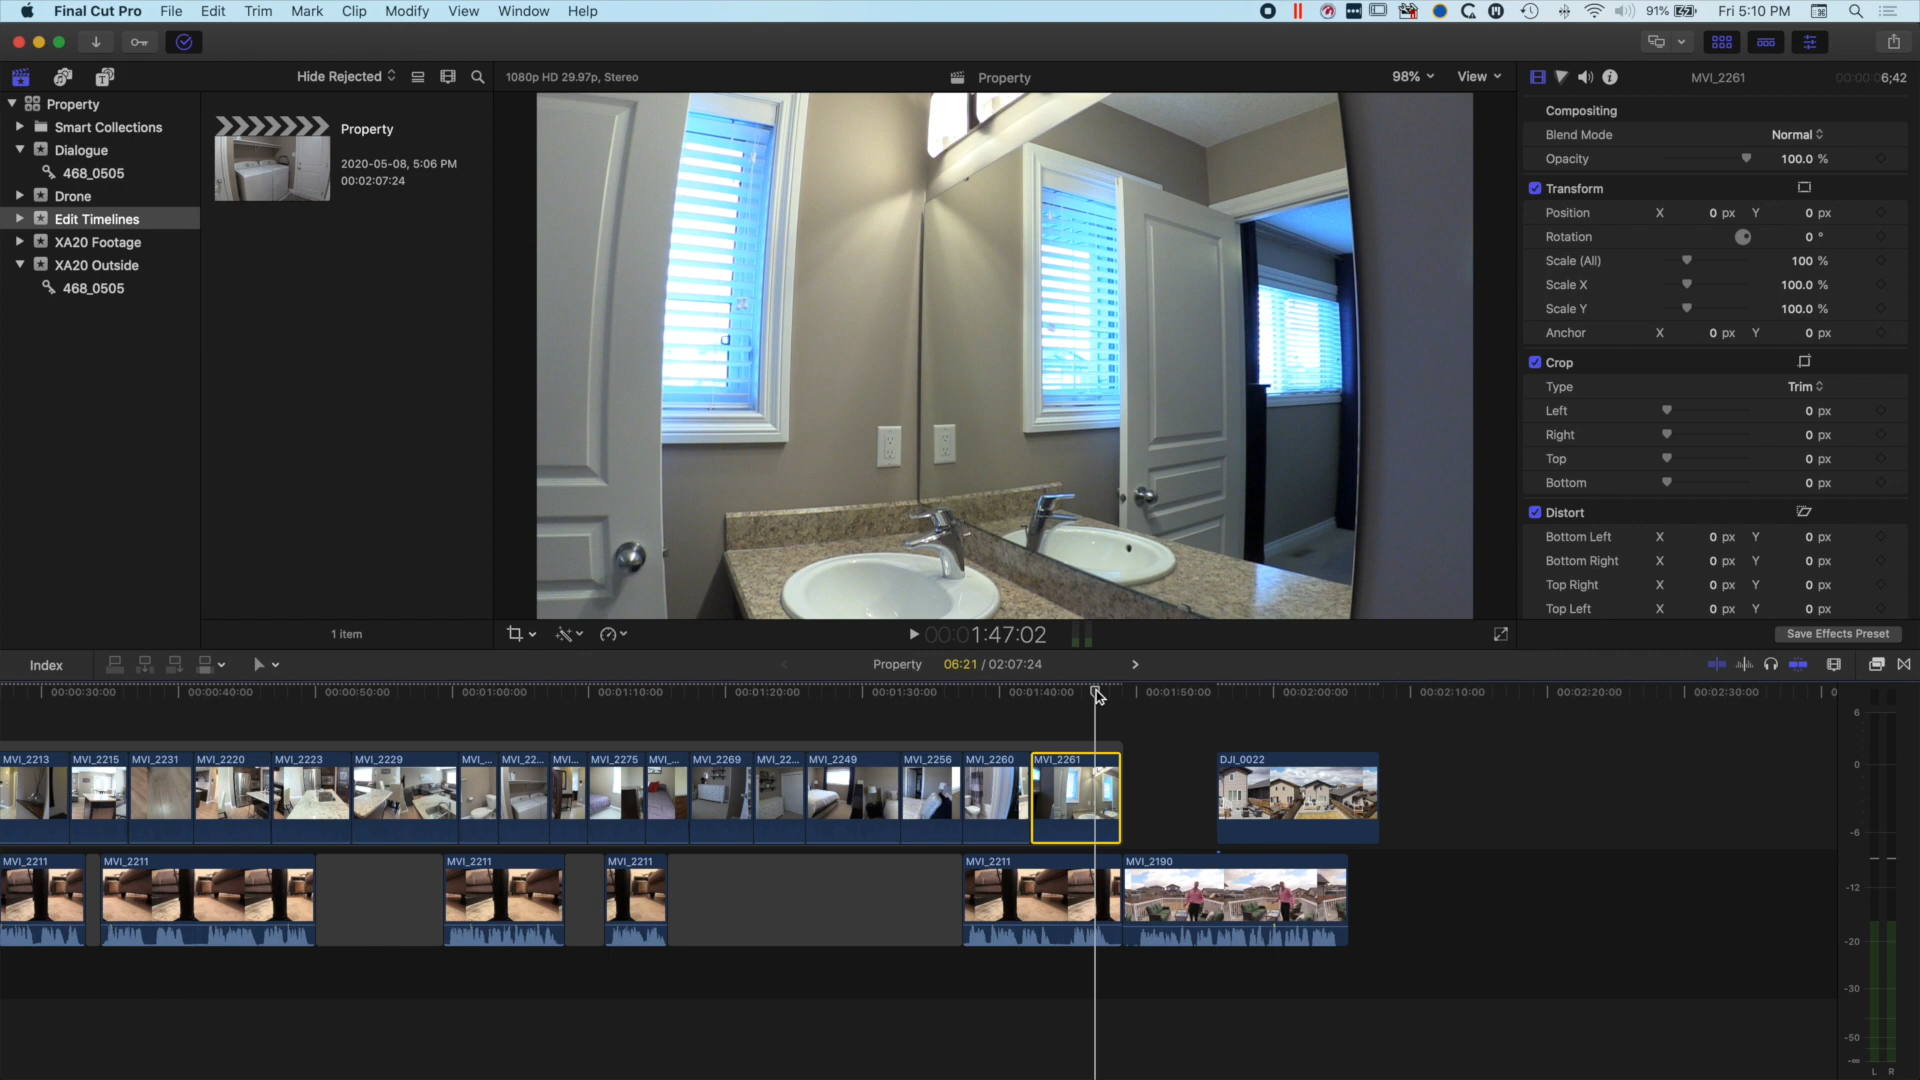 Final Cut Pro File Edit Trim Mark Clip Modify View Window Help 91% Fri 5:10 PM
Hide Rejected 1080p HD 29.97p, Stereo Property 98% View MVI_2261 00:00:06;42
Property
Smart Collections
Dialogue
468_0505
Drone
Edit Timelines
XA20 Footage
XA20 Outside
468_0505
Property
2020-05-08, 5:06 PM
00:02:07:24
1 item
Compositing
Blend Mode Normal
Opacity 100.0 %
Transform
Position X 0 px Y 0 px
Rotation 0 °
Scale (All) 100 %
Scale X 100.0 %
Scale Y 100.0 %
Anchor X 0 px Y 0 px
Crop
Type Trim
Left 0 px
Right 0 px
Top 0 px
Bottom 0 px
Distort
Bottom Left X 0 px Y 0 px
Bottom Right X 0 px Y 0 px
Top Right X 0 px Y 0 px
Top Left X 0 px Y 0 px
00:01:47:02
Save Effects Preset
Index Property 06:21 / 02:07:24
00:00:30:00 00:00:40:00 00:00:50:00 00:01:00:00 00:01:10:00 00:01:20:00 00:01:30:00 00:01:40:00 00:01:50:00 00:02:00:00 00:02:10:00 00:02:20:00 00:02:30:00 0
MVI_2213 MVI_2215 MVI_2231 MVI_2220 MVI_2223 MVI_2229 MVI_... MVI_22... MVI... MVI_2275 MVI_... MVI_2269 MVI_22... MVI_2249 MVI_2256 MVI_2260 MVI_2261 DJI_0022
MVI_2211 MVI_2211 MVI_2211 MVI_2211 MVI_2211 MVI_2190
6
0
-6
-12
-20
-30
-50
-∞
L R